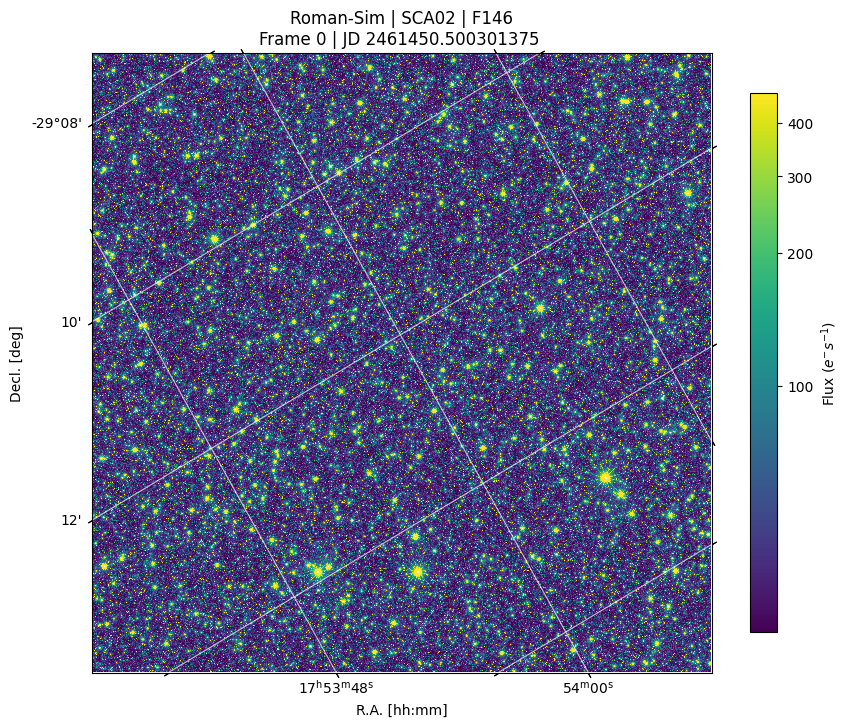 Roman-Sim | SCA02 | F146
Frame 0 | JD 2461450.500301375
-29°08'
10'
12'
Decl. [deg]
17ʰ53ᵐ48ˢ
54ᵐ00ˢ
R.A. [hh:mm]
400
300
200
100
Flux (e⁻ s⁻¹)